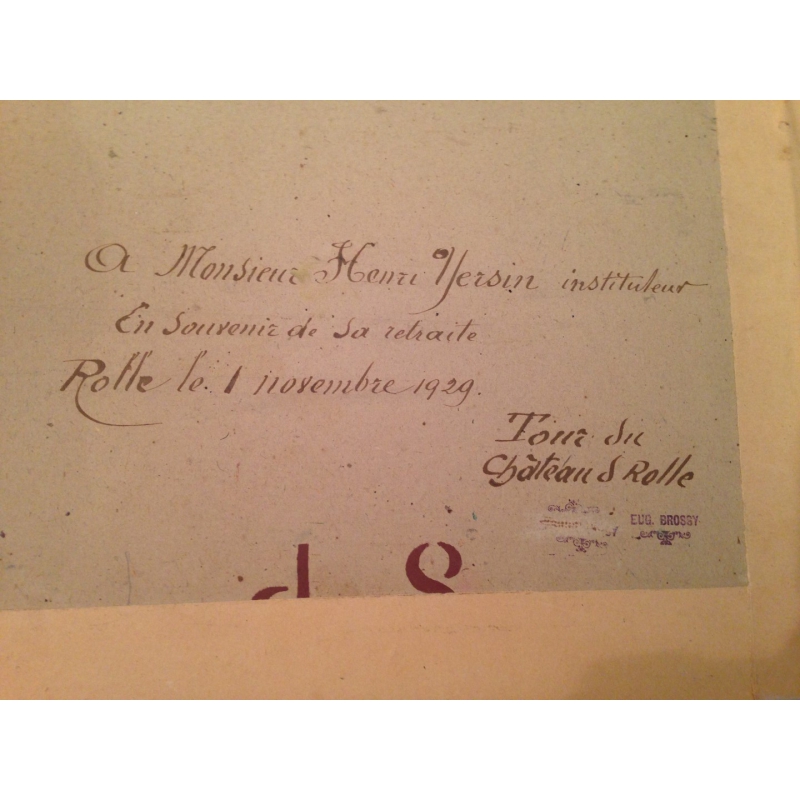 A Monsieur Henri Yersin instituteur
En Souvenir de Sa retraite
Rolle le 1 novembre 1929.
Tour du
Château d Rolle
EUG. BROSSY
d S